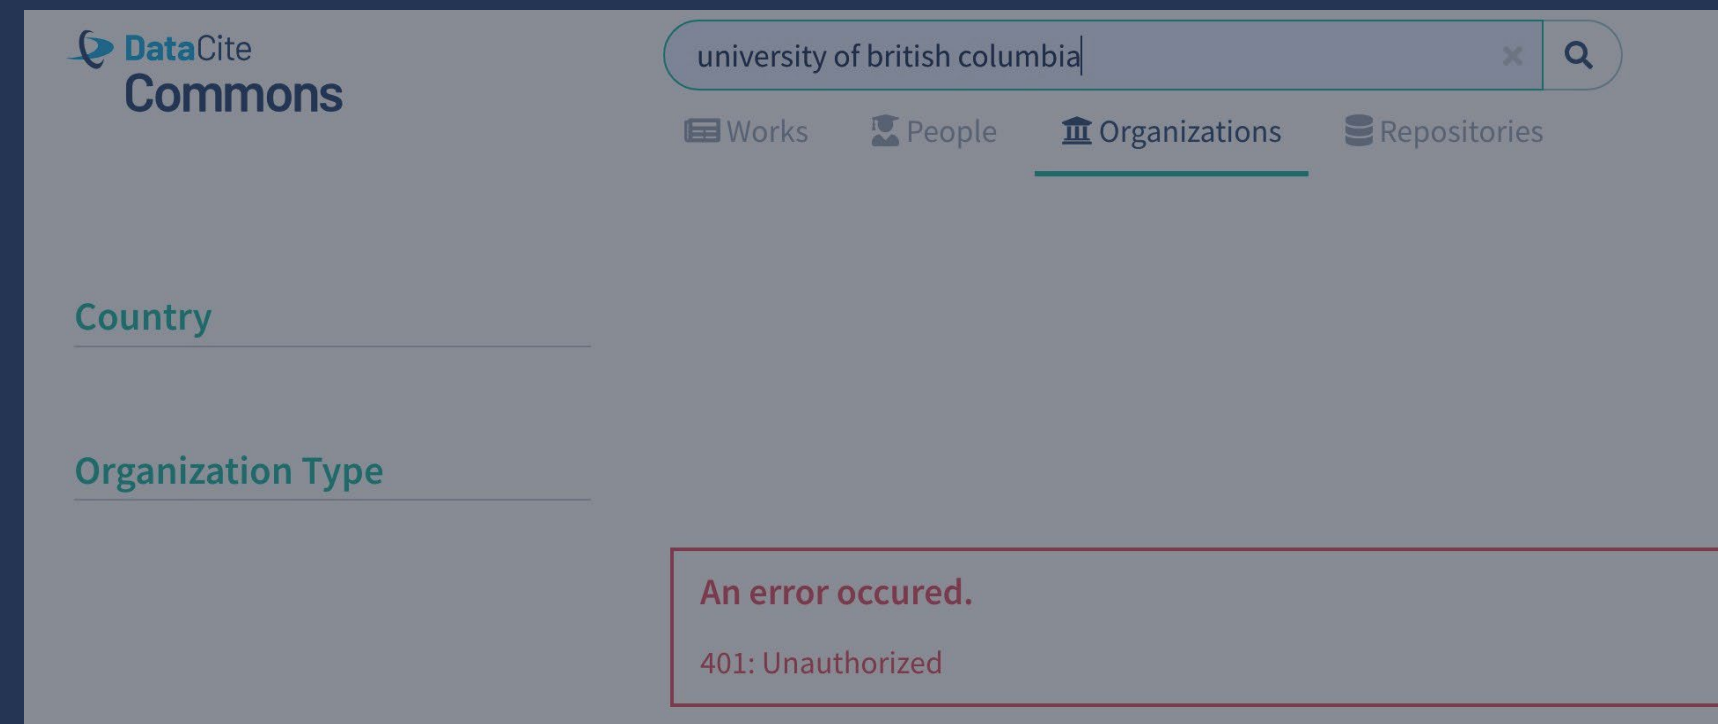 DataCite
Commons
university of british columbia
Works People Organizations Repositories
Country
Organization Type
An error occured.
401: Unauthorized